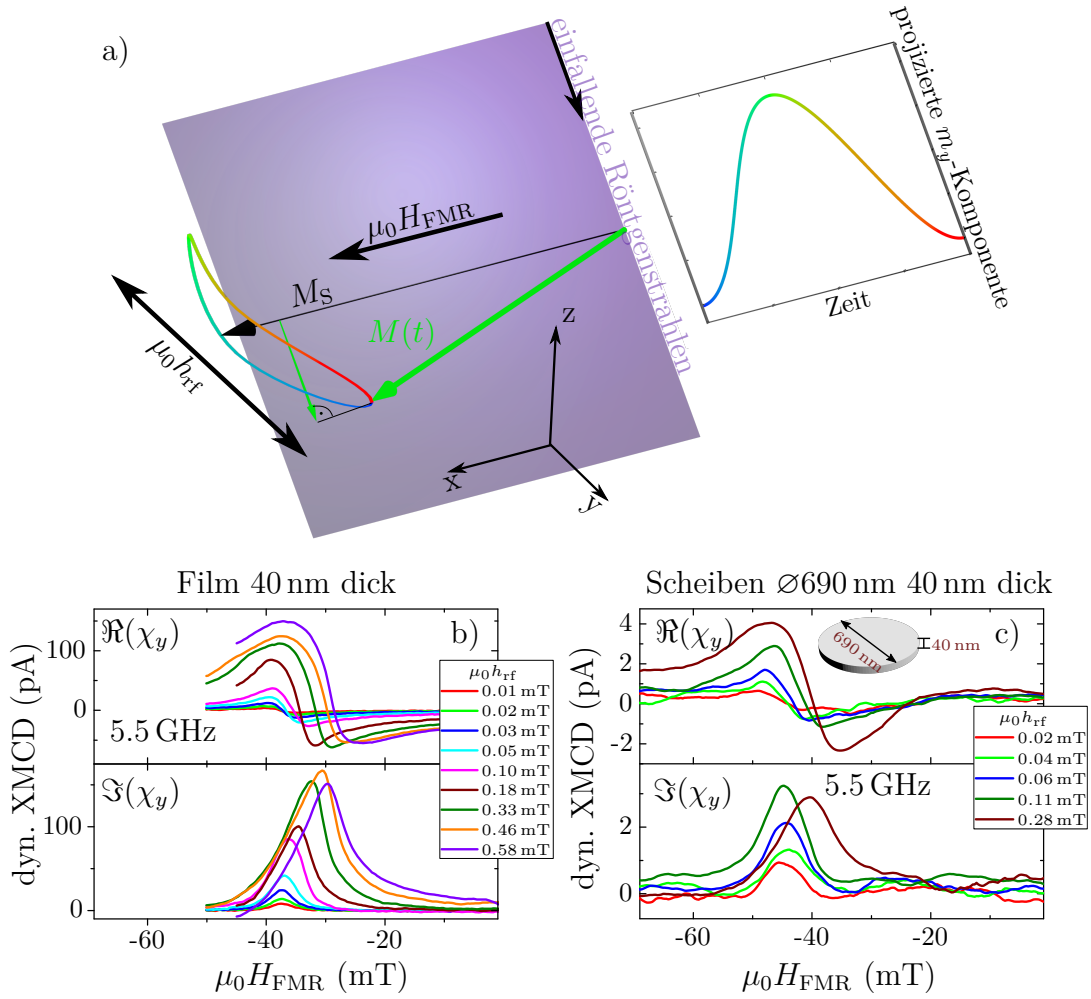 a)
einfallende Röntgenstrahlen
projizierte m_y-Komponente
Zeit
μ₀H_FMR
M_S
M(t)
μ₀h_rf
z
x
y
Film 40 nm dick
b)
ℜ(χ_y)
5.5 GHz
ℑ(χ_y)
100
0
100
0
dyn. XMCD (pA)
-60
-40
-20
μ₀H_FMR (mT)
μ₀h_rf
0.01 mT
0.02 mT
0.03 mT
0.05 mT
0.10 mT
0.18 mT
0.33 mT
0.46 mT
0.58 mT
Scheiben ∅690 nm 40 nm dick
c)
ℜ(χ_y)
690 nm
40 nm
ℑ(χ_y)
5.5 GHz
4
2
0
-2
2
0
dyn. XMCD (pA)
-60
-40
-20
μ₀H_FMR (mT)
μ₀h_rf
0.02 mT
0.04 mT
0.06 mT
0.11 mT
0.28 mT